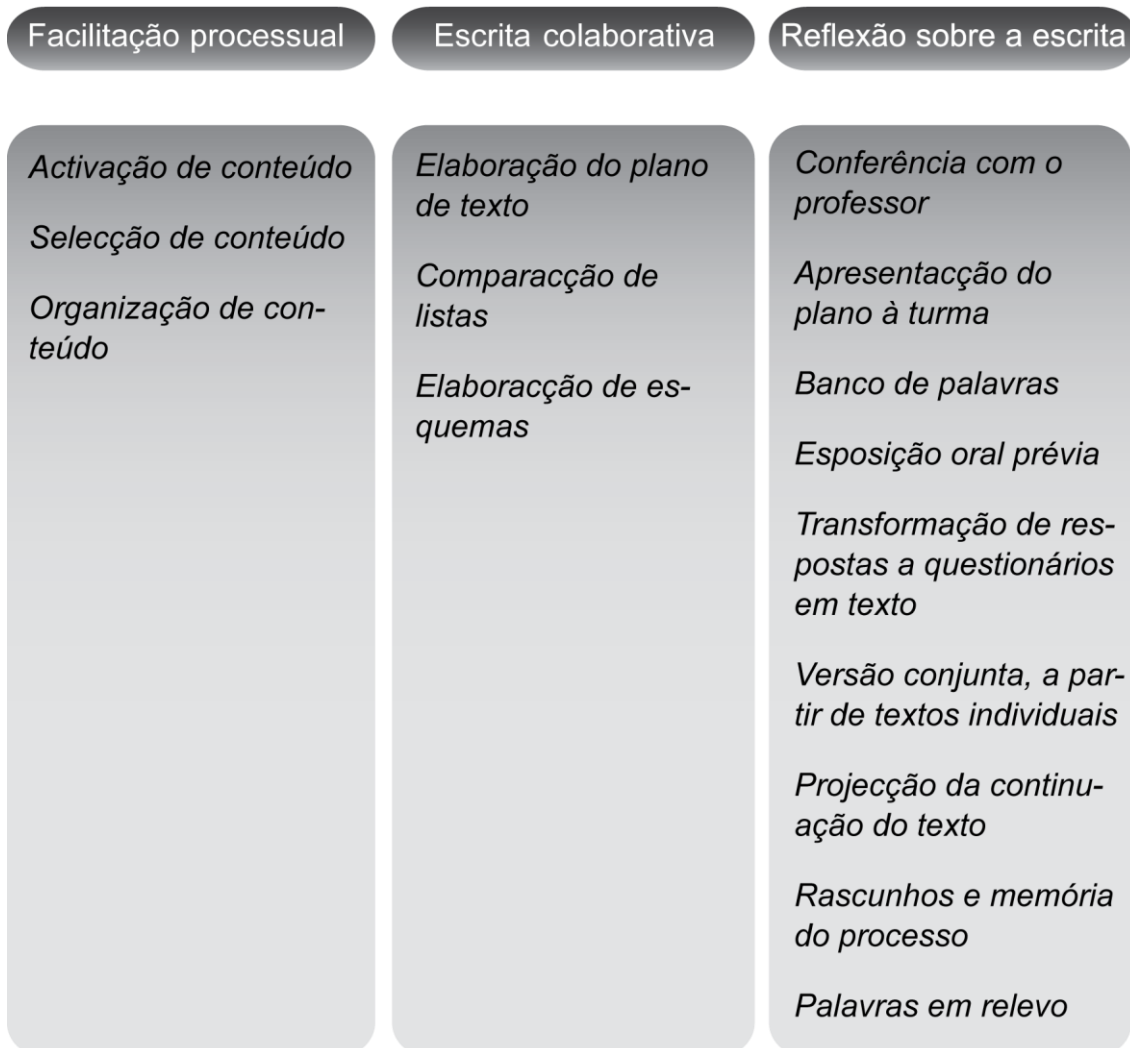 Facilitação processual
Escrita colaborativa
Reflexão sobre a escrita
Activação de conteúdo
Selecção de conteúdo
Organização de con-
teúdo
Elaboração do plano
de texto
Comparacção de
listas
Elaboracção de es-
quemas
Conferência com o
professor
Apresentacção do
plano à turma
Banco de palavras
Esposição oral prévia
Transformação de res-
postas a questionários
em texto
Versão conjunta, a par-
tir de textos individuais
Projecção da continu-
ação do texto
Rascunhos e memória
do processo
Palavras em relevo